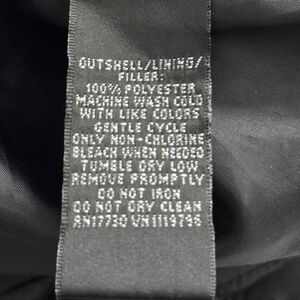 OUTSHELL/LINING/
FILLER:
100% POLYESTER
MACHINE WASH COLD
WITH LIKE COLORS
GENTLE CYCLE
ONLY NON-CHLORINE
BLEACH WHEN NEEDED
TUMBLE DRY LOW
REMOVE PROMPTLY
DO NOT IRON
DO NOT DRY CLEAN
RN17730 VN1119795